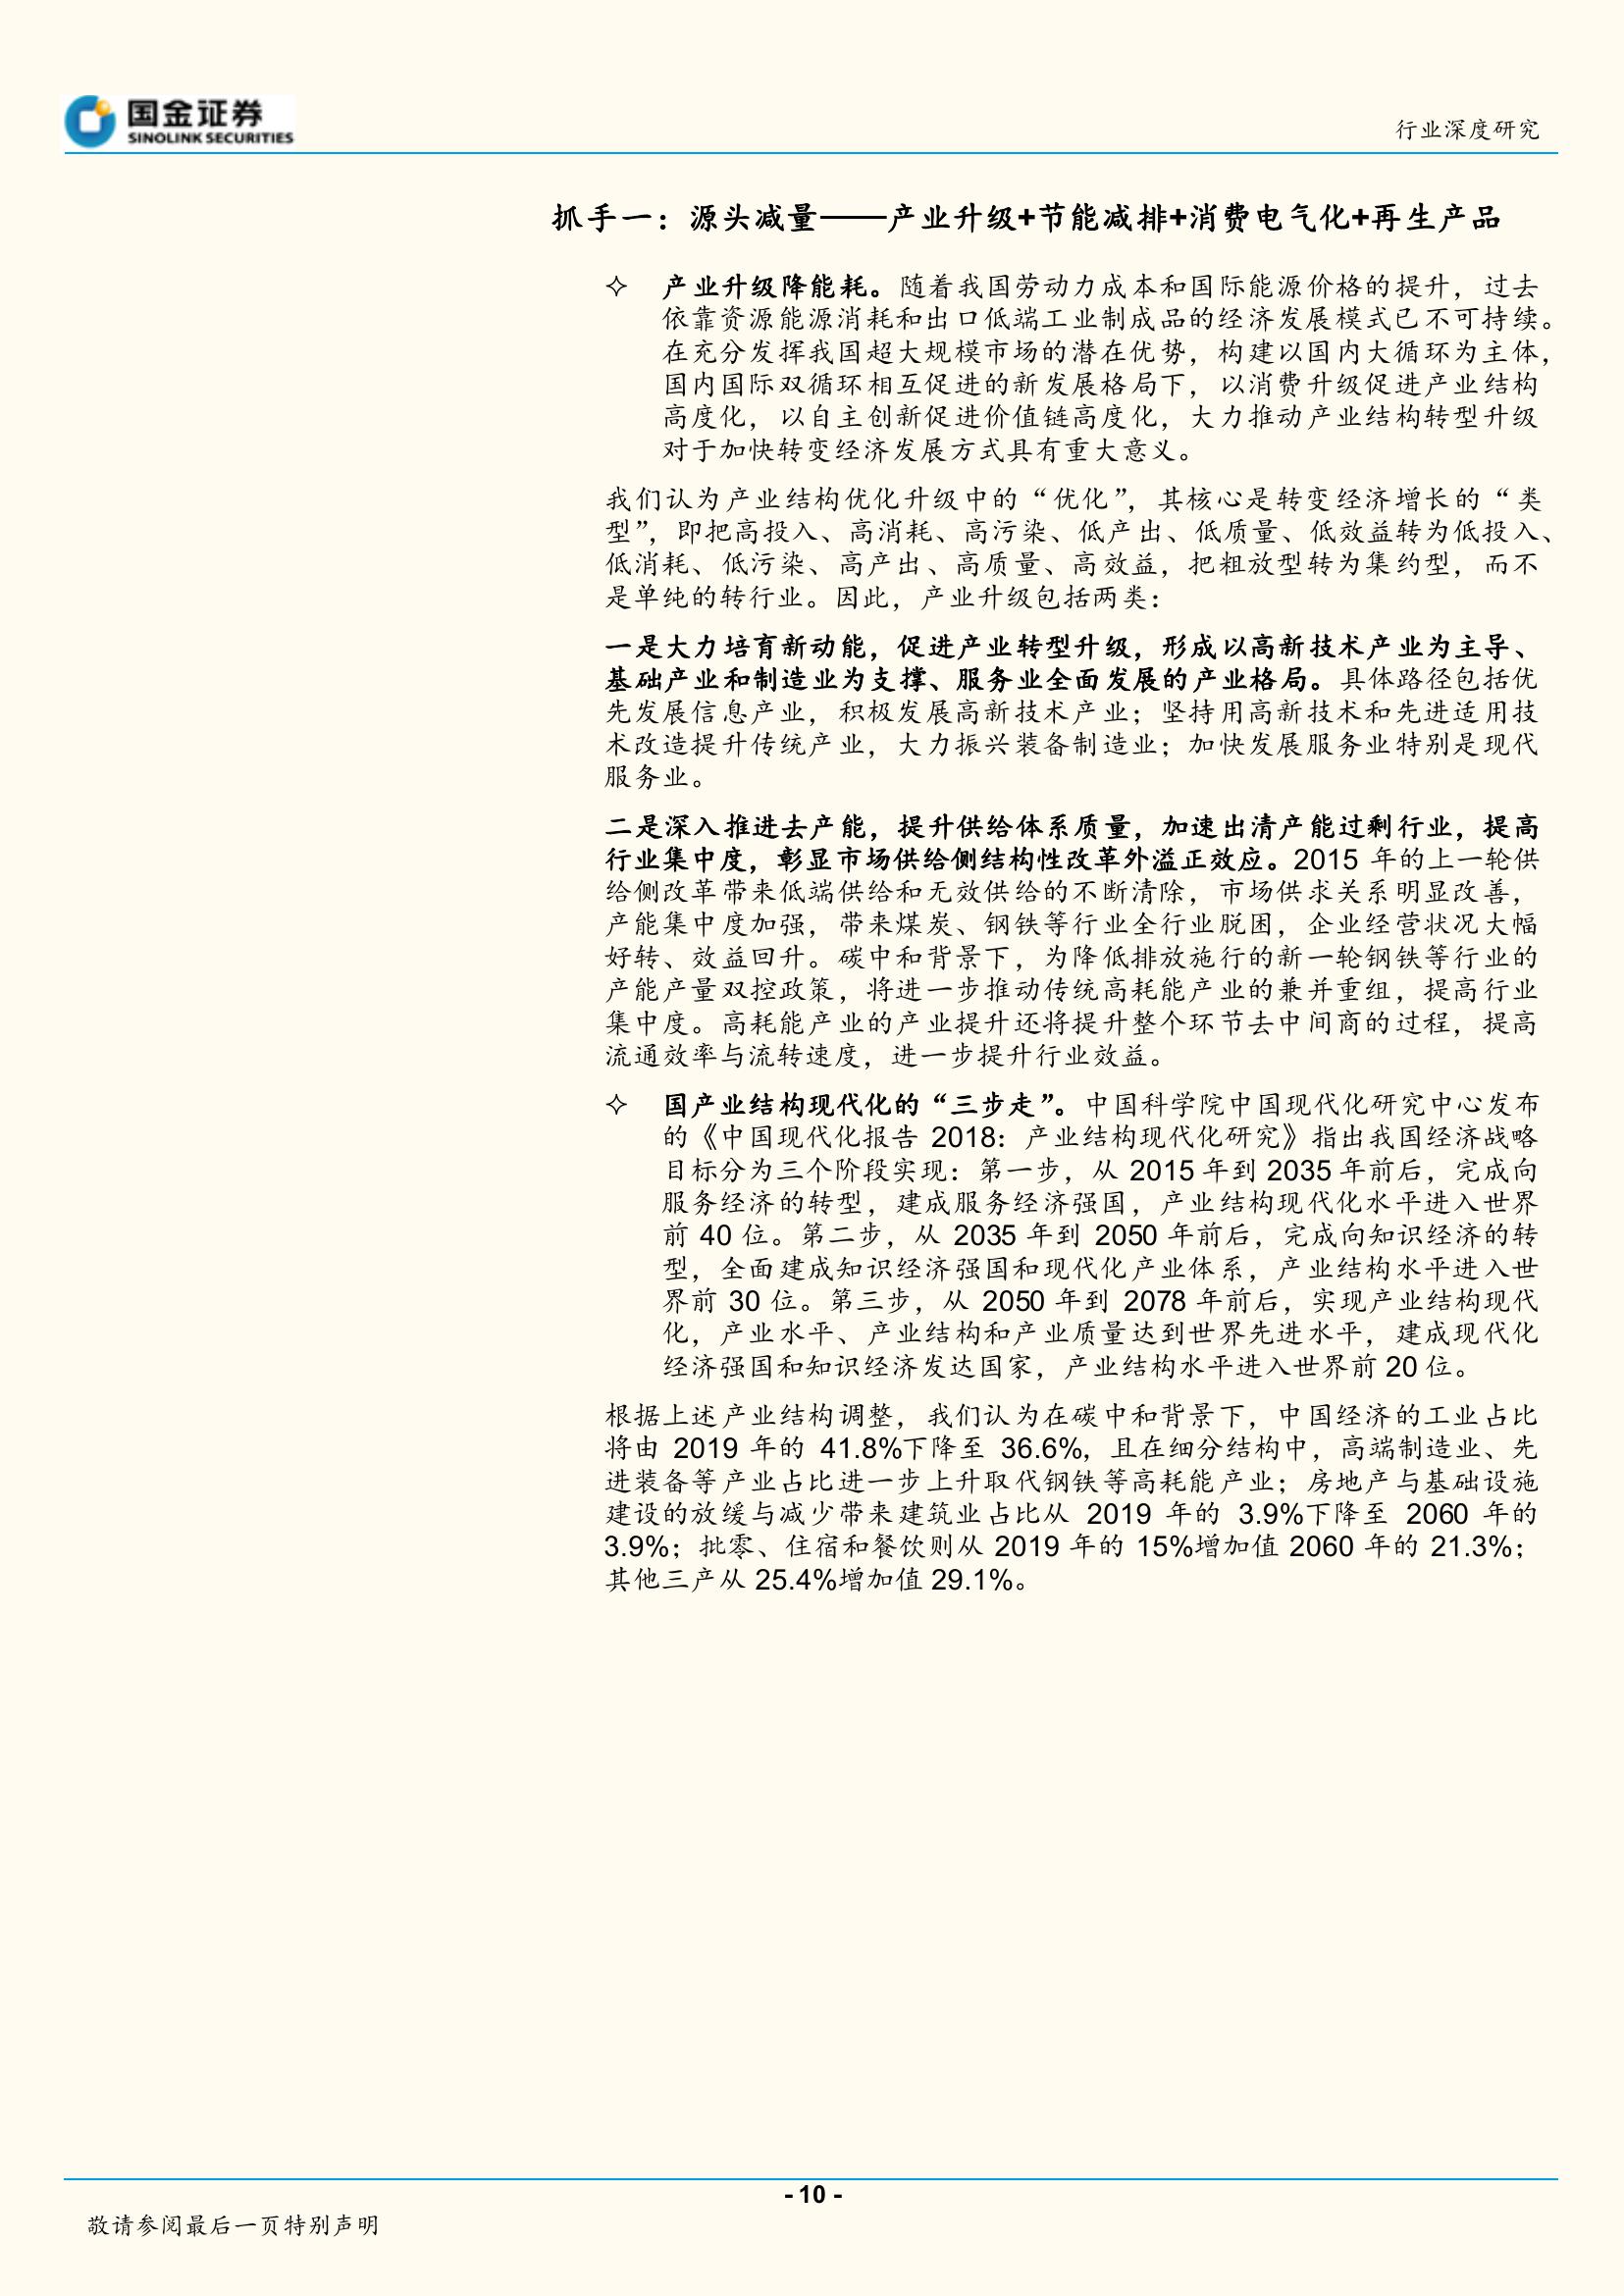 国金证券
SINOLINK SECURITIES
行业深度研究
抓手一：源头减量——产业升级+节能减排+消费电气化+再生产品
✧ 产业升级降能耗。随着我国劳动力成本和国际能源价格的提升，过去
依靠资源能源消耗和出口低端工业制成品的经济发展模式已不可持续。
在充分发挥我国超大规模市场的潜在优势，构建以国内大循环为主体，
国内国际双循环相互促进的新发展格局下，以消费升级促进产业结构
高度化，以自主创新促进价值链高度化，大力推动产业结构转型升级
对于加快转变经济发展方式具有重大意义。
我们认为产业结构优化升级中的“优化”，其核心是转变经济增长的“类
型”，即把高投入、高消耗、高污染、低产出、低质量、低效益转为低投入、
低消耗、低污染、高产出、高质量、高效益，把粗放型转为集约型，而不
是单纯的转行业。因此，产业升级包括两类：
一是大力培育新动能，促进产业转型升级，形成以高新技术产业为主导、
基础产业和制造业为支撑、服务业全面发展的产业格局。具体路径包括优
先发展信息产业，积极发展高新技术产业；坚持用高新技术和先进适用技
术改造提升传统产业，大力振兴装备制造业；加快发展服务业特别是现代
服务业。
二是深入推进去产能，提升供给体系质量，加速出清产能过剩行业，提高
行业集中度，彰显市场供给侧结构性改革外溢正效应。2015 年的上一轮供
给侧改革带来低端供给和无效供给的不断清除，市场供求关系明显改善，
产能集中度加强，带来煤炭、钢铁等行业全行业脱困，企业经营状况大幅
好转、效益回升。碳中和背景下，为降低排放施行的新一轮钢铁等行业的
产能产量双控政策，将进一步推动传统高耗能产业的兼并重组，提高行业
集中度。高耗能产业的产业提升还将提升整个环节去中间商的过程，提高
流通效率与流转速度，进一步提升行业效益。
✧ 国产业结构现代化的“三步走”。中国科学院中国现代化研究中心发布
的《中国现代化报告 2018：产业结构现代化研究》指出我国经济战略
目标分为三个阶段实现：第一步，从 2015 年到 2035 年前后，完成向
服务经济的转型，建成服务经济强国，产业结构现代化水平进入世界
前 40 位。第二步，从 2035 年到 2050 年前后，完成向知识经济的转
型，全面建成知识经济强国和现代化产业体系，产业结构水平进入世
界前 30 位。第三步，从 2050 年到 2078 年前后，实现产业结构现代
化，产业水平、产业结构和产业质量达到世界先进水平，建成现代化
经济强国和知识经济发达国家，产业结构水平进入世界前 20 位。
根据上述产业结构调整，我们认为在碳中和背景下，中国经济的工业占比
将由 2019 年的 41.8%下降至 36.6%，且在细分结构中，高端制造业、先
进装备等产业占比进一步上升取代钢铁等高耗能产业；房地产与基础设施
建设的放缓与减少带来建筑业占比从 2019 年的 3.9%下降至 2060 年的
3.9%；批零、住宿和餐饮则从 2019 年的 15%增加值 2060 年的 21.3%；
其他三产从 25.4%增加值 29.1%。
- 10 -
敬请参阅最后一页特别声明